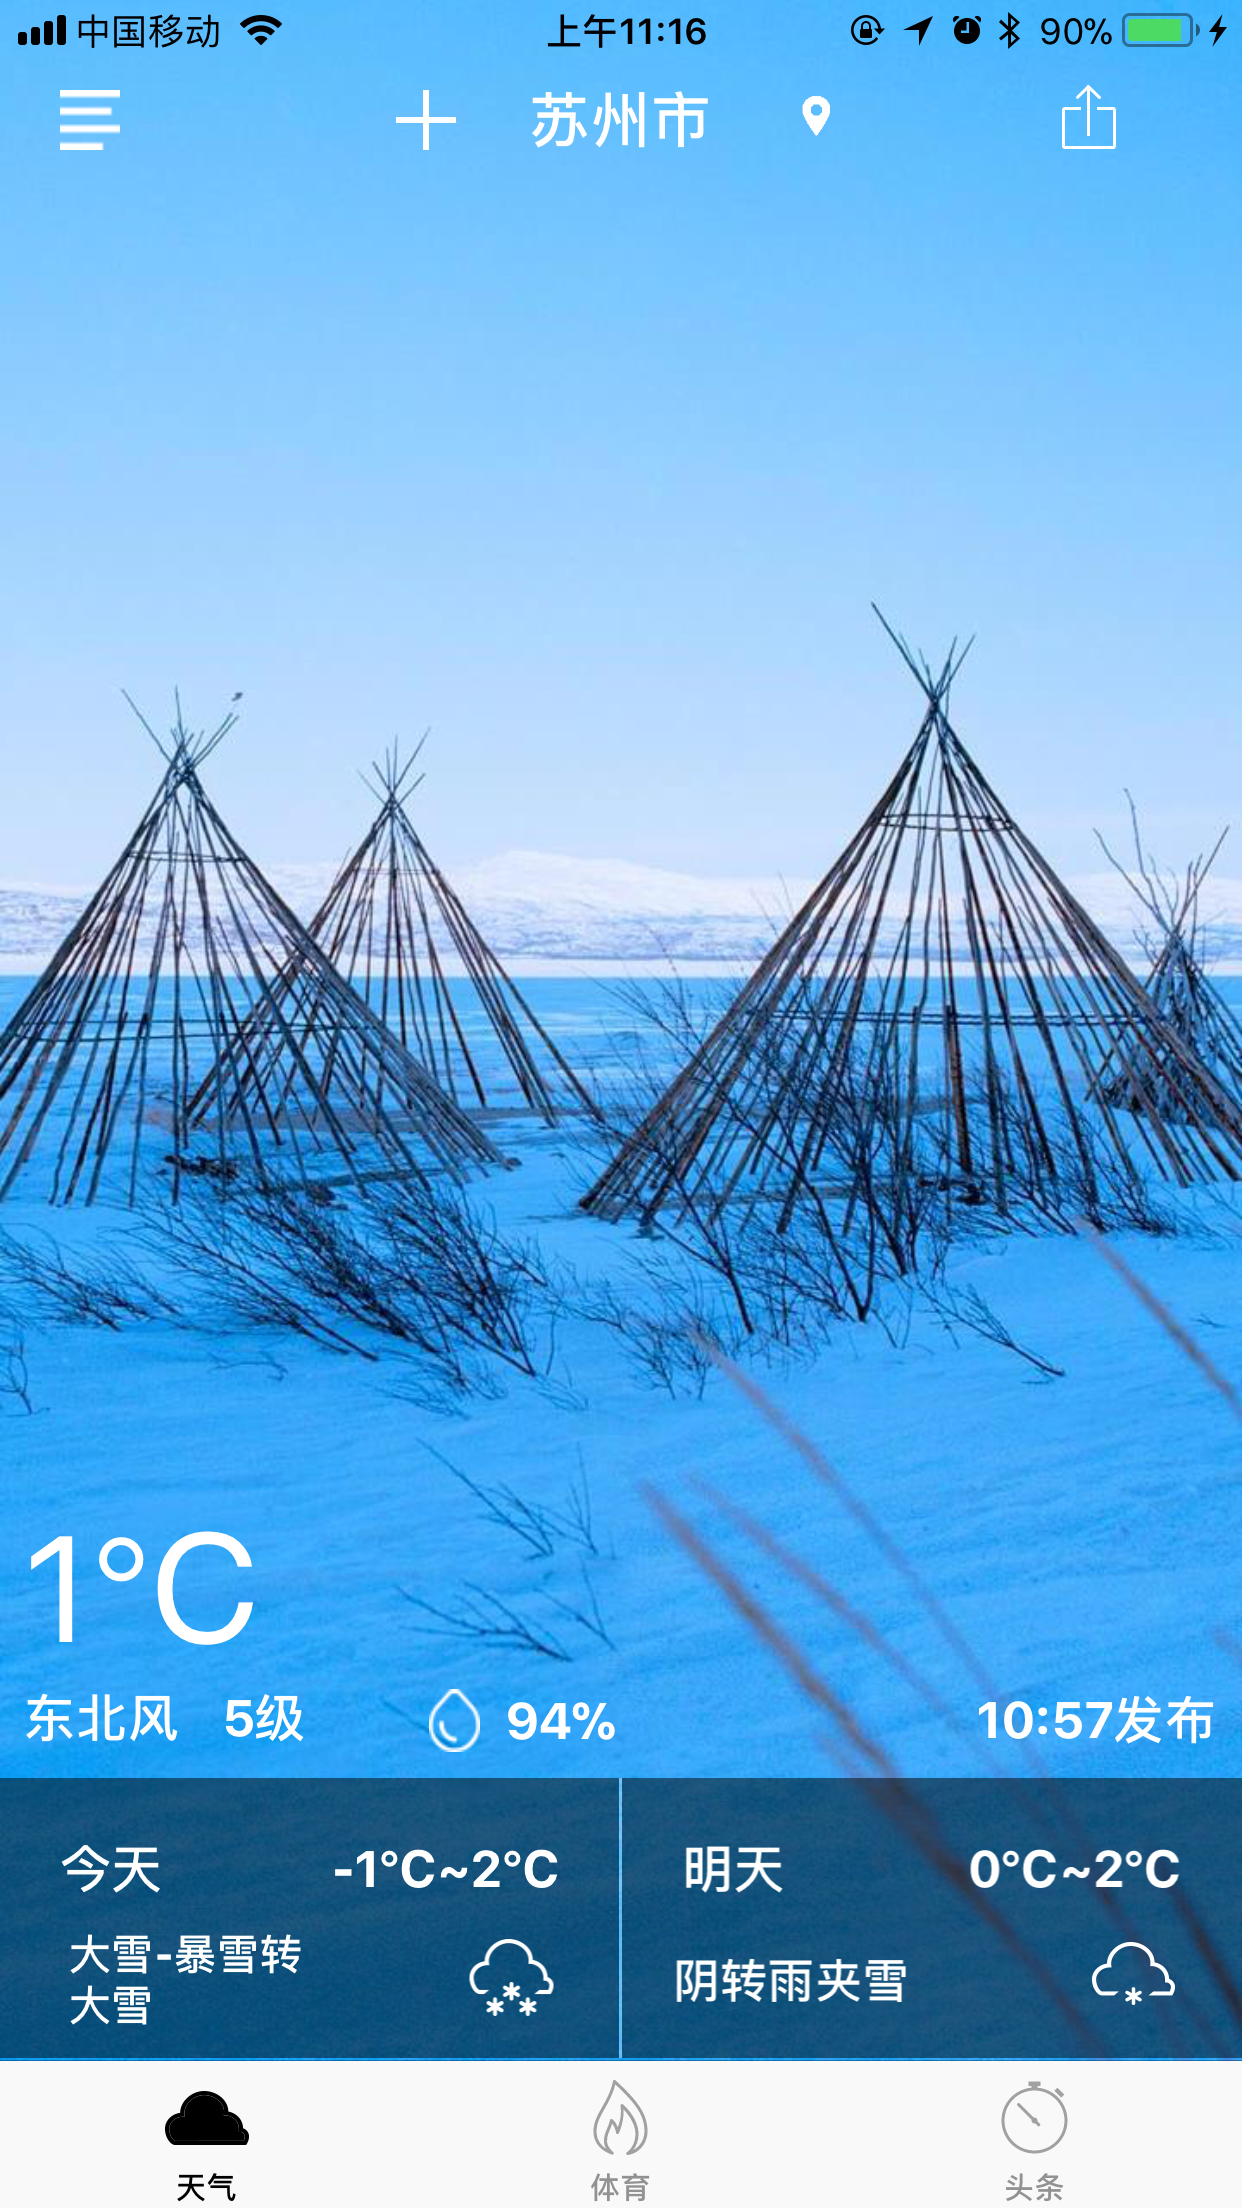 中国移动 上午11:16 90%
苏州市
1°C
东北风 5级 94% 10:57发布
今天 -1°C~2°C
大雪-暴雪转
大雪
明天 0°C~2°C
阴转雨夹雪
天气 体育 头条